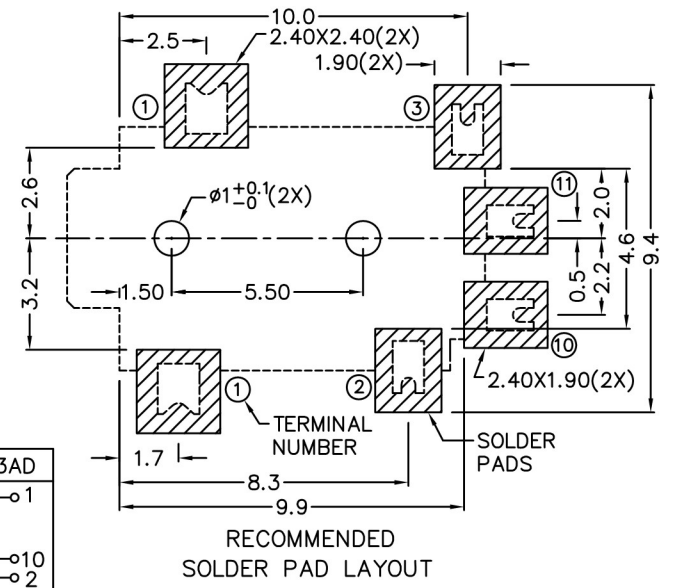 10.0
2.5
2.40X2.40(2X)
1.90(2X)
①
③
⑪
2.6
ø1+0.1-0(2X)
2.0
4.6
9.4
3.2
1.50
5.50
0.5
2.2
⑩
①
②
2.40X1.90(2X)
TERMINAL
NUMBER
SOLDER
PADS
1.7
8.3
9.9
3AD
1
10
2
RECOMMENDED
SOLDER PAD LAYOUT